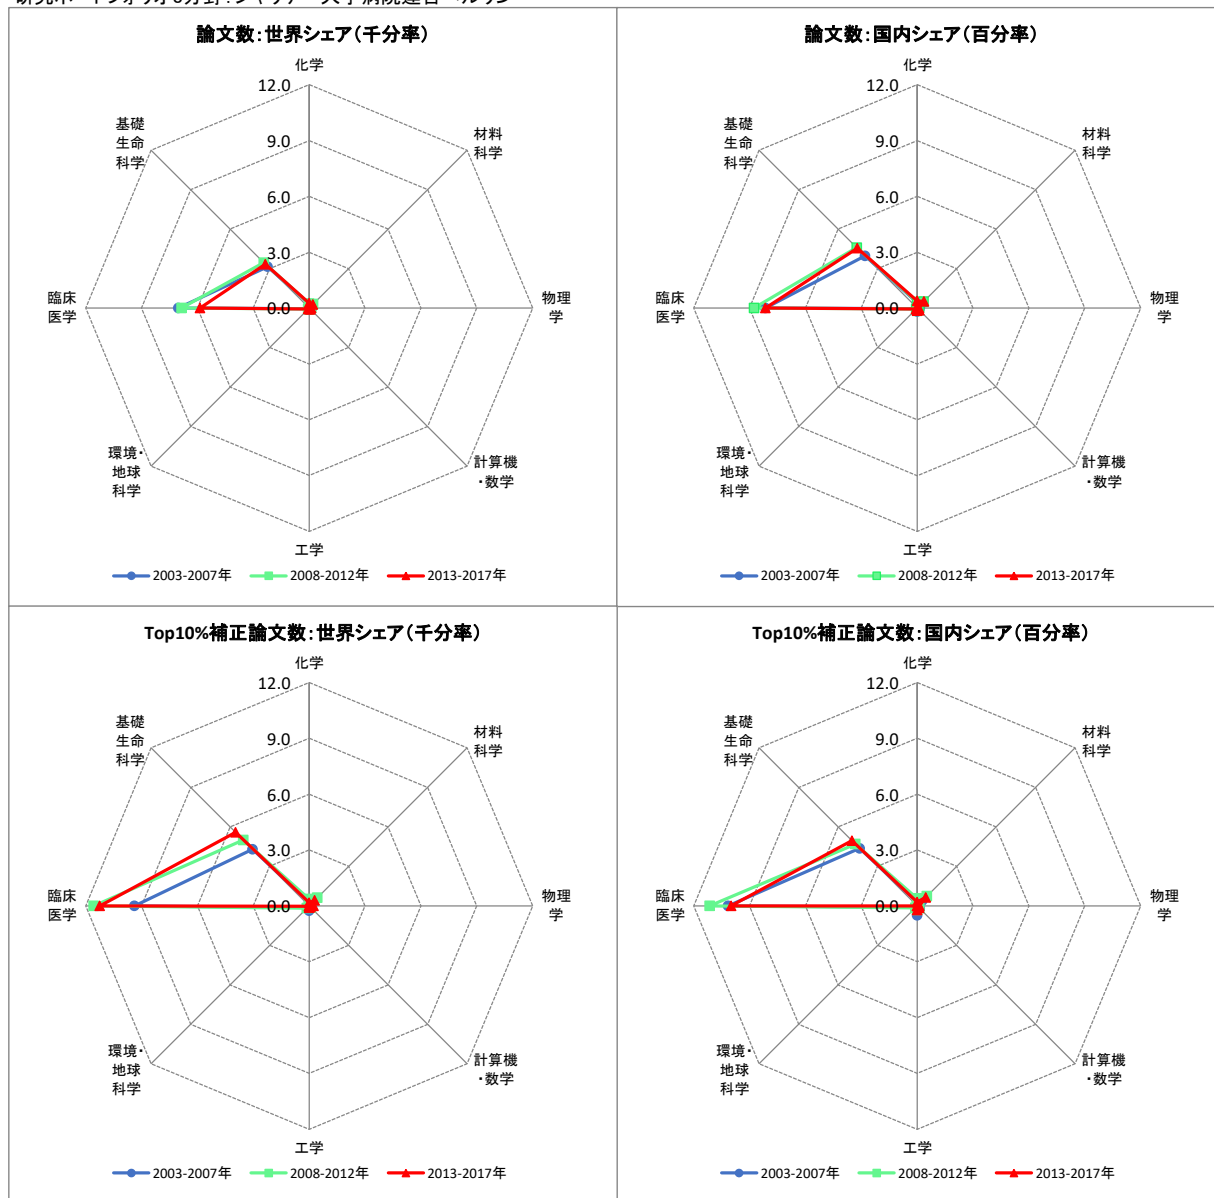 論文数：世界シェア（千分率）
化学
12.0
9.0
6.0
3.0
0.0
材料
科学
物理
学
計算機
・数学
工学
環境・
地球
科学
臨床
医学
基礎
生命
科学
2003-2007年 2008-2012年 2013-2017年
論文数：国内シェア（百分率）
化学
12.0
9.0
6.0
3.0
0.0
材料
科学
物理
学
計算機
・数学
工学
環境・
地球
科学
臨床
医学
基礎
生命
科学
2003-2007年 2008-2012年 2013-2017年
Top10%補正論文数：世界シェア（千分率）
化学
12.0
9.0
6.0
3.0
0.0
材料
科学
物理
学
計算機
・数学
工学
環境・
地球
科学
臨床
医学
基礎
生命
科学
2003-2007年 2008-2012年 2013-2017年
Top10%補正論文数：国内シェア（百分率）
化学
12.0
9.0
6.0
3.0
0.0
材料
科学
物理
学
計算機
・数学
工学
環境・
地球
科学
臨床
医学
基礎
生命
科学
2003-2007年 2008-2012年 2013-2017年